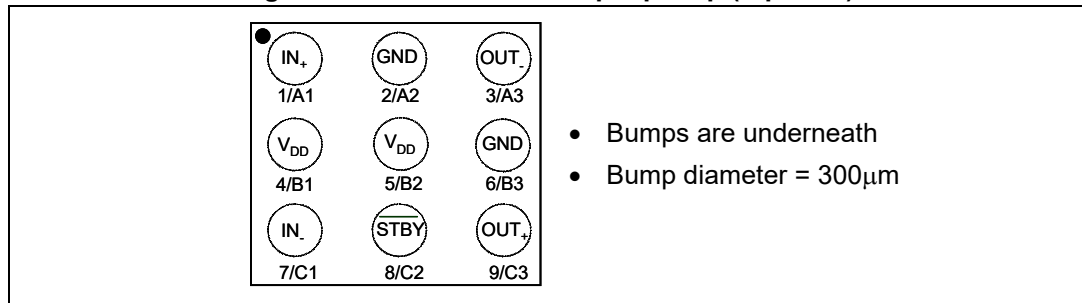 IN+ GND OUT-
1/A1 2/A2 3/A3
VDD VDD GND
4/B1 5/B2 6/B3
IN- STBY OUT+
7/C1 8/C2 9/C3
• Bumps are underneath
• Bump diameter = 300μm